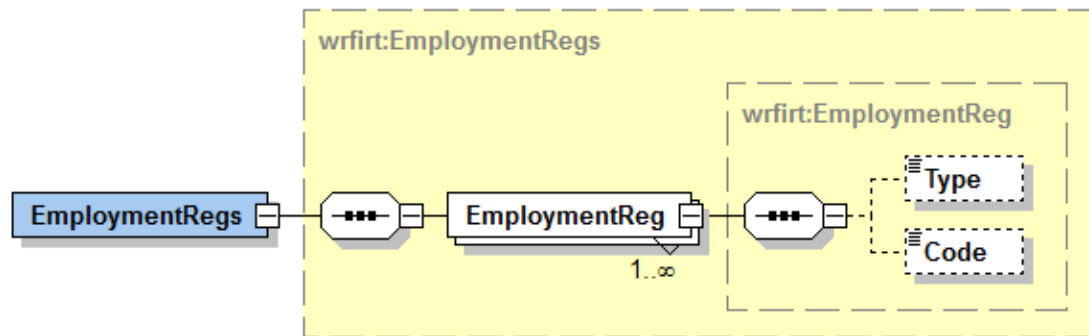 wrfirt:EmploymentRegs
wrfirt:EmploymentReg
Type
EmploymentRegs
EmploymentReg
Code
1..∞